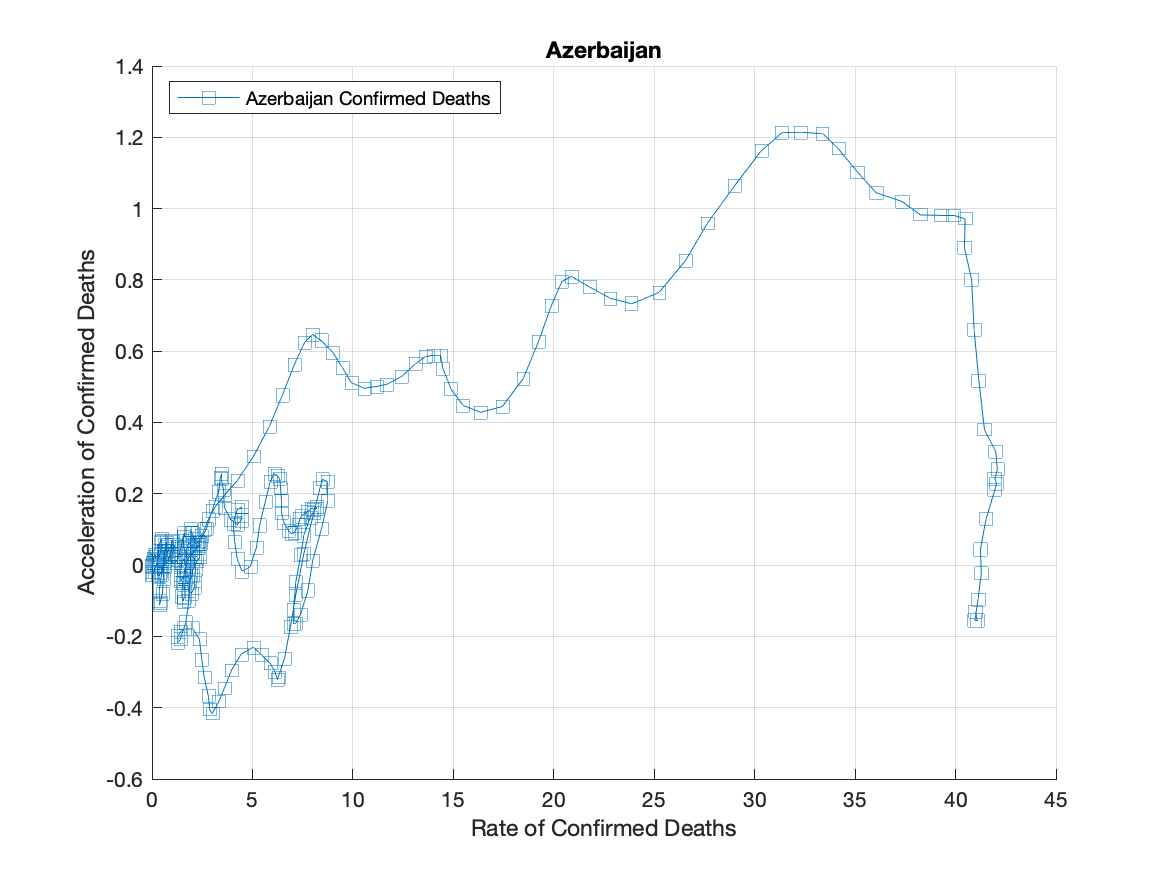 Azerbaijan
Azerbaijan Confirmed Deaths
Acceleration of Confirmed Deaths
1.4
1.2
1
0.8
0.6
0.4
0.2
0
-0.2
-0.4
-0.6
0 5 10 15 20 25 30 35 40 45
Rate of Confirmed Deaths